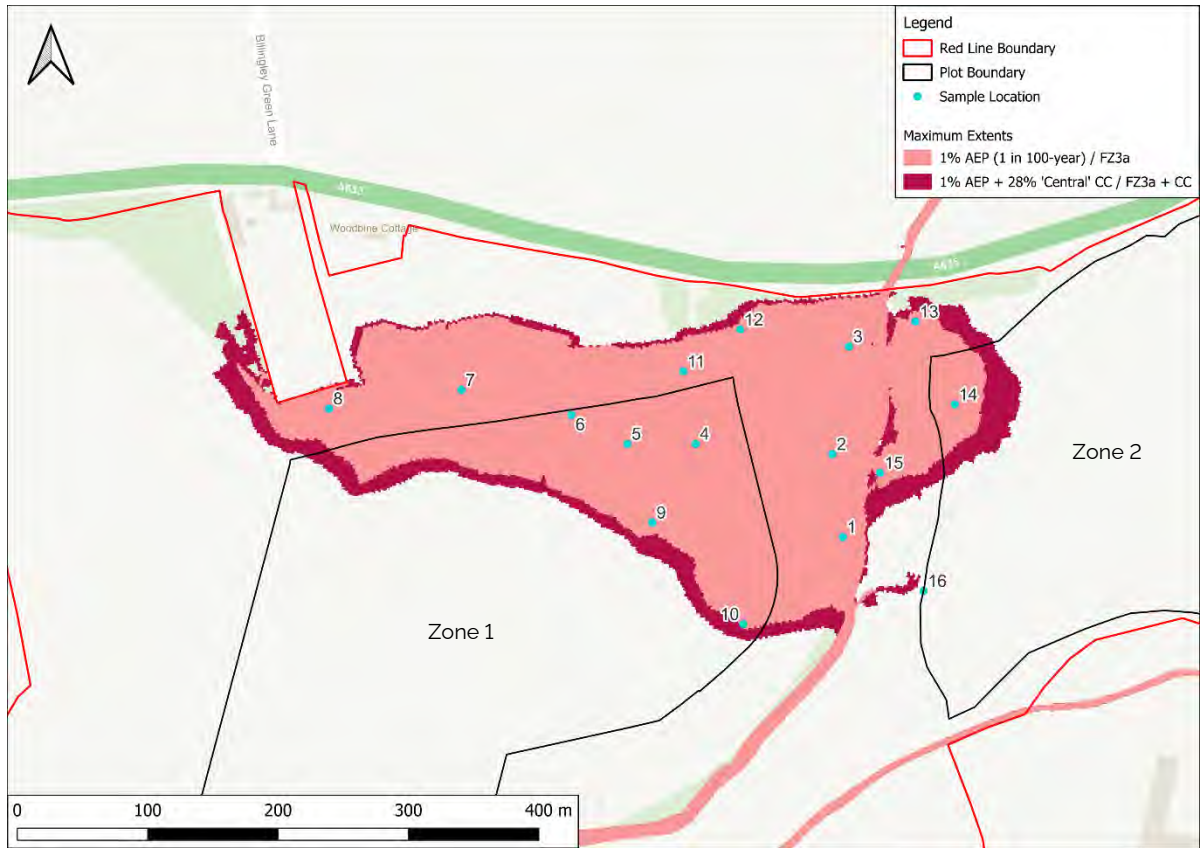 Legend
Red Line Boundary
Plot Boundary
Sample Location
Maximum Extents
1% AEP (1 in 100-year) / FZ3a
1% AEP + 28% 'Central' CC / FZ3a + CC
Billingley Green Lane
A635
Woodbine Cottage
A635
13
12
3
11
7
14
8
6
5
4
2
15
Zone 2
9
1
16
10
Zone 1
0 100 200 300 400 m